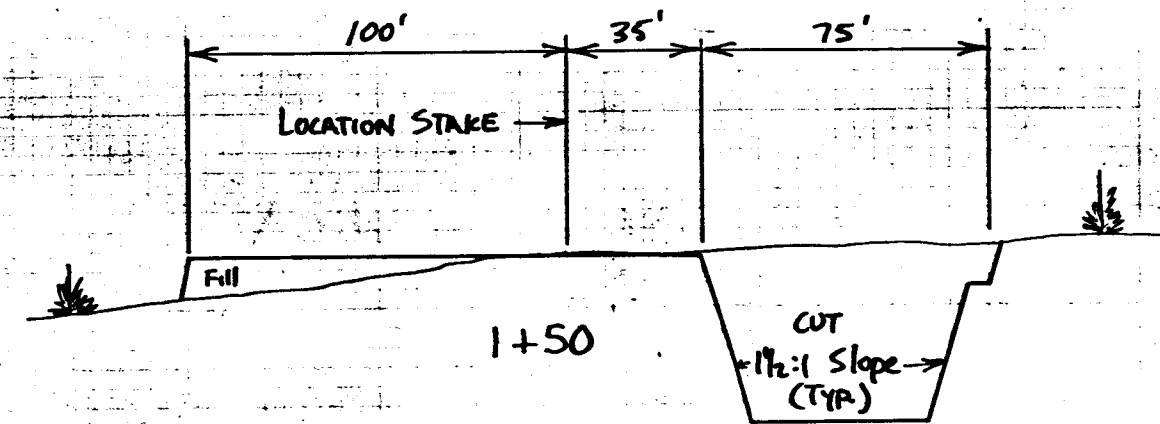 100' 35' 75'
LOCATION STAKE
Fill
1+50
CUT
1½:1 Slope
(TYP.)